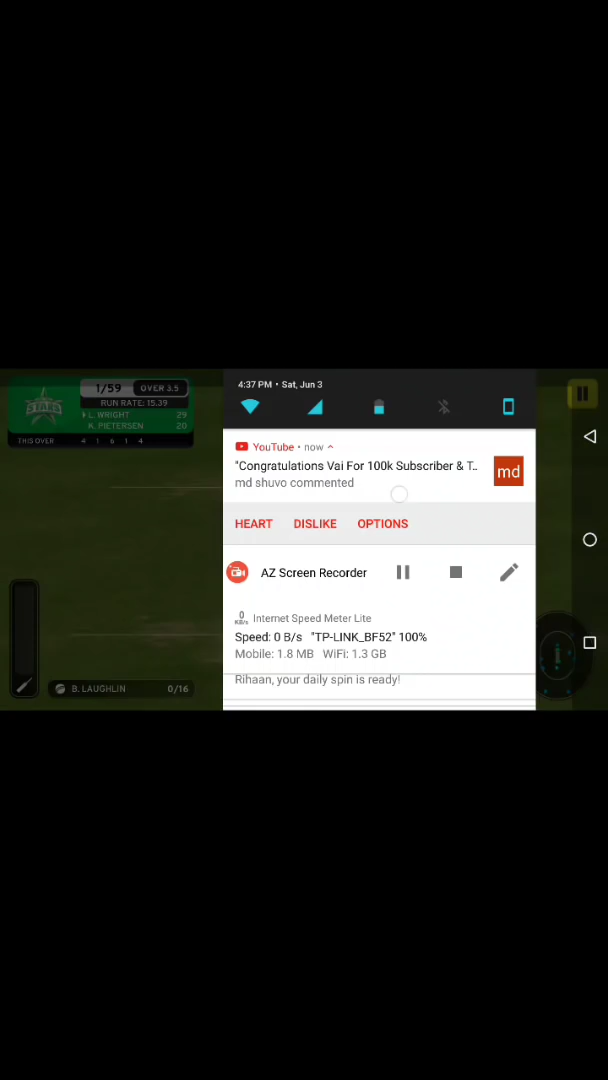 STARS
1/59 OVER 3.5
RUN RATE: 15.39
L. WRIGHT 29
K. PIETERSEN 20
THIS OVER 4 1 6 1 4
4:37 PM • Sat, Jun 3
YouTube • now
"Congratulations Vai For 100k Subscriber & T..
md shuvo commented
md
HEART DISLIKE OPTIONS
AZ Screen Recorder
0 KB/s Internet Speed Meter Lite
Speed: 0 B/s "TP-LINK_BF52" 100%
Mobile: 1.8 MB WiFi: 1.3 GB
Rihaan, your daily spin is ready!
B. LAUGHLIN 0/16